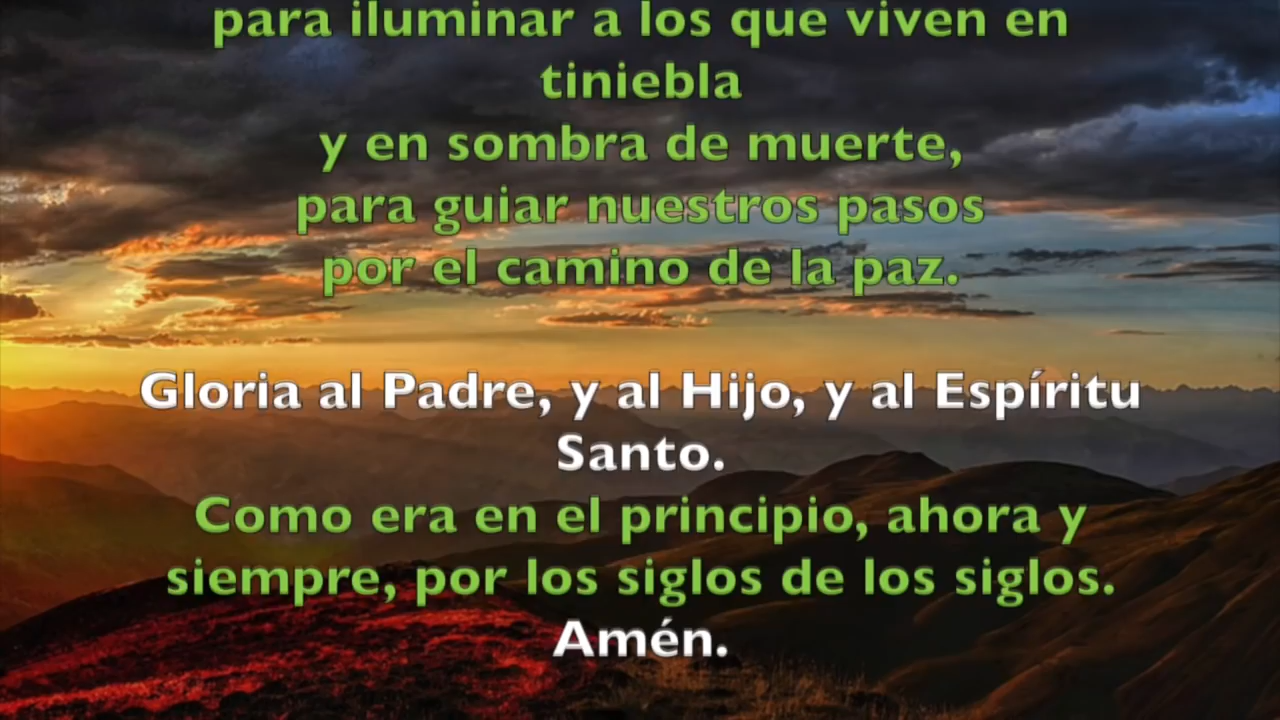 para iluminar a los que viven en
tiniebla
y en sombra de muerte,
para guiar nuestros pasos
por el camino de la paz.
Gloria al Padre, y al Hijo, y al Espíritu
Santo.
Como era en el principio, ahora y
siempre, por los siglos de los siglos.
Amén.